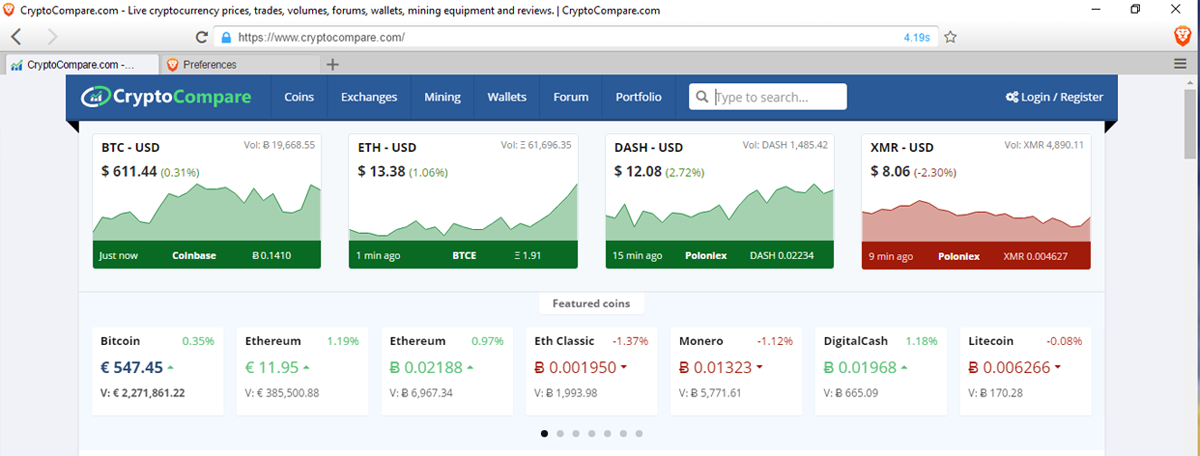 CryptoCompare.com - Live cryptocurrency prices, trades, volumes, forums, wallets, mining equipment and reviews. | CryptoCompare.com
https://www.cryptocompare.com/ 4.19s
CryptoCompare.com -... Preferences
CryptoCompare Coins Exchanges Mining Wallets Forum Portfolio Type to search... Login / Register
BTC - USD Vol: Ƀ 19,668.55 ETH - USD Vol: Ξ 61,696.35 DASH - USD Vol: DASH 1,485.42 XMR - USD Vol: XMR 4,890.11
$ 611.44 (0.31%) $ 13.38 (1.06%) $ 12.08 (2.72%) $ 8.06 (-2.30%)
Just now Coinbase Ƀ 0.1410 1 min ago BTCE Ξ 1.91 15 min ago Poloniex DASH 0.02234 9 min ago Poloniex XMR 0.004627
Featured coins
Bitcoin 0.35% Ethereum 1.19% Ethereum 0.97% Eth Classic -1.37% Monero -1.12% DigitalCash 1.18% Litecoin -0.08%
€ 547.45 € 11.95 Ƀ 0.02188 Ƀ 0.001950 Ƀ 0.01323 Ƀ 0.01968 Ƀ 0.006266
V: € 2,271,861.22 V: € 385,500.88 V: Ƀ 6,967.34 V: Ƀ 1,993.98 V: Ƀ 5,771.61 V: Ƀ 665.09 V: Ƀ 170.28